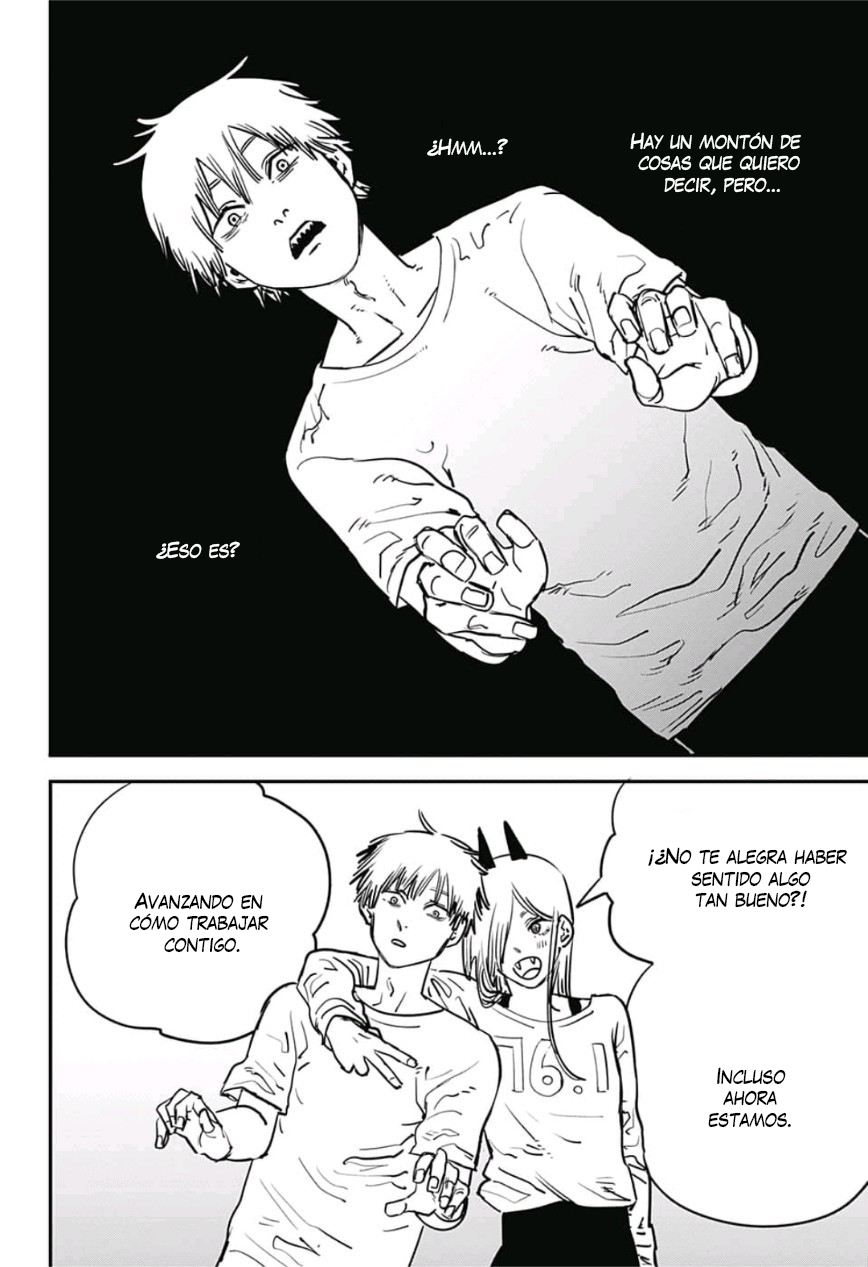 HAY UN MONTÓN DE
COSAS QUE QUIERO
DECIR, PERO...
¿HMM...?
¿ESO ES?
¡¿NO TE ALEGRA HABER
SENTIDO ALGO
TAN BUENO?!
INCLUSO
AHORA
ESTAMOS.
AVANZANDO EN
CÓMO TRABAJAR
CONTIGO.
76.1